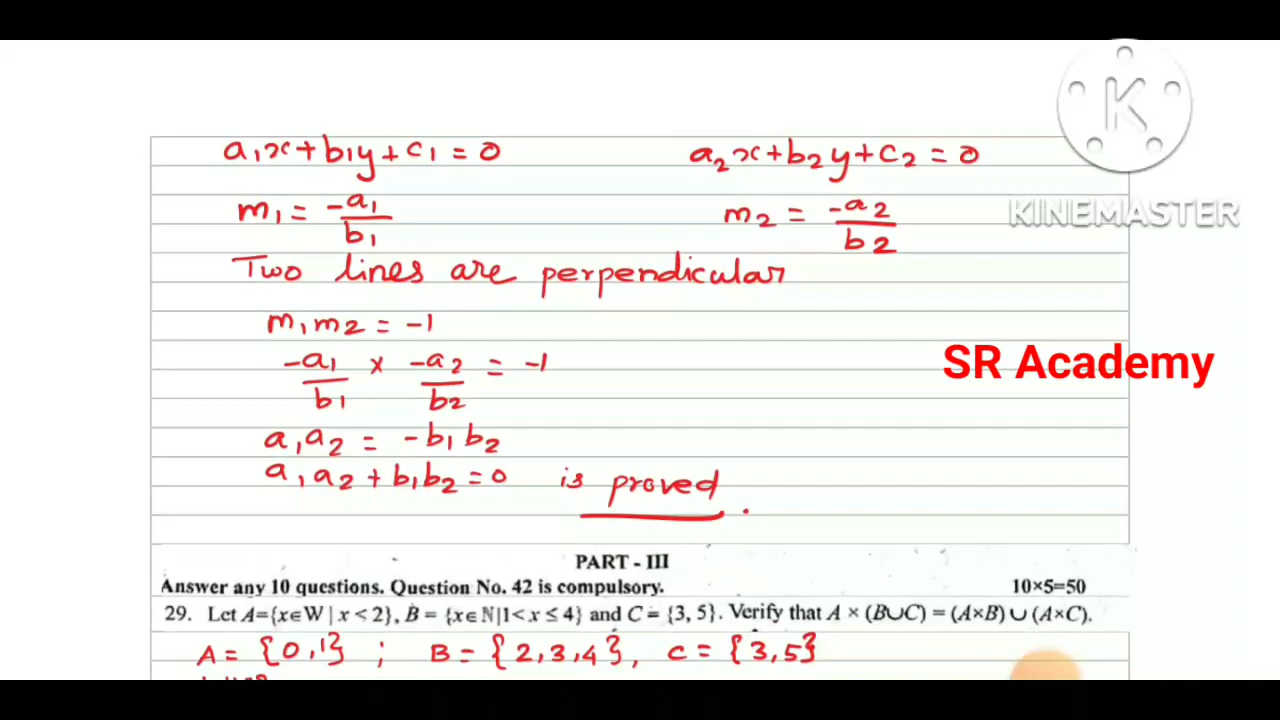 a₁x+b₁y+c₁ = 0
a₂x+b₂y+c₂ = 0
K
KINEMASTER
m₁ = -a₁/b₁
m₂ = -a₂/b₂
Two lines are perpendicular
m₁m₂ = -1
-a₁/b₁ × -a₂/b₂ = -1
SR Academy
a₁a₂ = -b₁b₂
a₁a₂ + b₁b₂ = 0 is proved.
PART - III
Answer any 10 questions. Question No. 42 is compulsory. 10×5=50
29. Let A={x∈W | x < 2}, B = {x∈N|1< x ≤ 4} and C = {3, 5}. Verify that A × (B∪C) = (A×B) ∪ (A×C).
A = {0,1} ; B = {2,3,4}, C = {3,5}